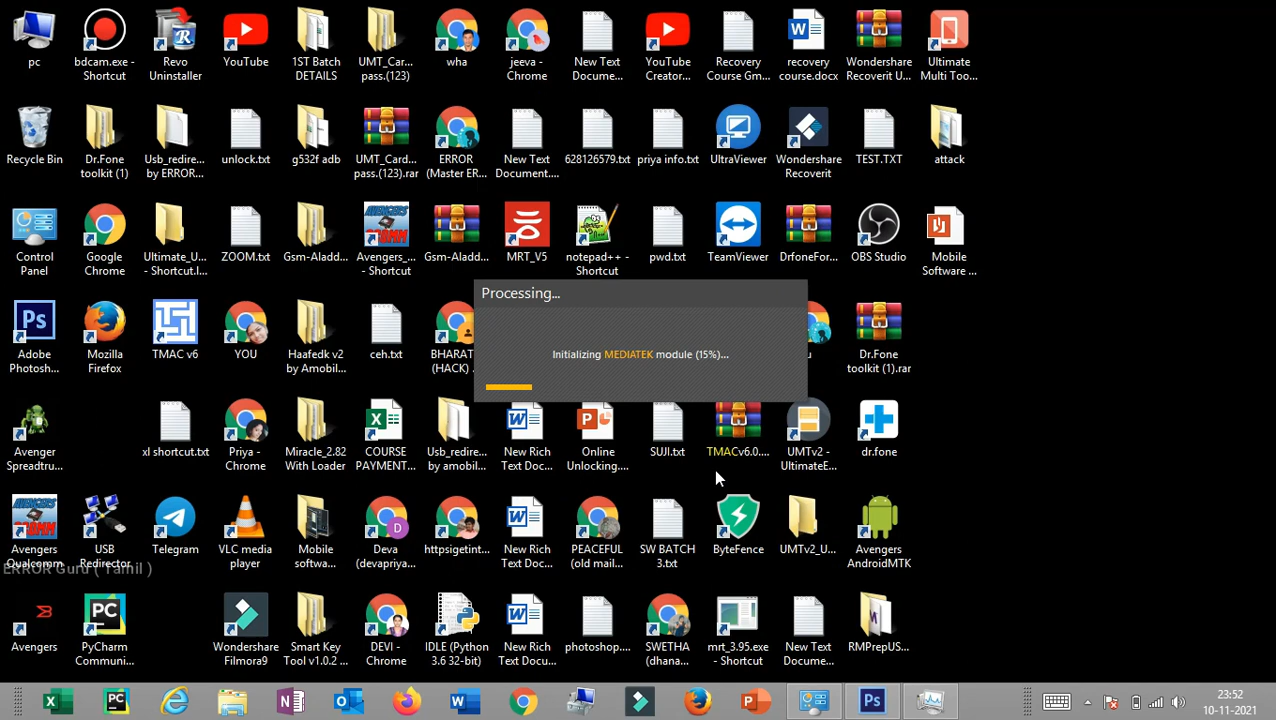 pc
bdcam.exe -
Shortcut
Revo
Uninstaller
YouTube
1ST Batch
DETAILS
UMT_Car...
pass.(123)
wha
jeeva -
Chrome
New Text
Docume...
YouTube
Creator...
Recovery
Course Gm...
recovery
course.docx
Wondershare
Recoverit U...
Ultimate
Multi Too...
Recycle Bin
Dr.Fone
toolkit (1)
Usb_redire...
by ERROR...
unlock.txt
g532f adb
UMT_Card...
pass.(123).rar
ERROR
(Master ER...
New Text
Document....
628126579.txt
priya info.txt
UltraViewer
Wondershare
Recoverit
TEST.TXT
attack
Control
Panel
Google
Chrome
Ultimate_U...
- Shortcut.l...
ZOOM.txt
Gsm-Aladd...
Avengers_...
- Shortcut
Gsm-Aladd...
MRT_V5
notepad++ -
Shortcut
pwd.txt
TeamViewer
DrfoneFor...
OBS Studio
Mobile
Software ...
Processing...
Initializing MEDIATEK module (15%)...
Adobe
Photosh...
Mozilla
Firefox
TMAC v6
YOU
Haafedk v2
by Amobil...
ceh.txt
BHARAT
(HACK) .
Dr.Fone
toolkit (1).rar
Avenger
Spreadtru...
xl shortcut.txt
Priya -
Chrome
Miracle_2.82
With Loader
COURSE
PAYMENT...
Usb_redire...
by amobil...
New Rich
Text Doc...
Online
Unlocking....
SUJI.txt
TMACv6.0....
UMTv2 -
UltimateE...
dr.fone
Avengers
Qualcomm
USB
Redirector
Telegram
VLC media
player
Mobile
softwa...
Deva
(devapriya...
httpsigetint...
New Rich
Text Doc...
PEACEFUL
(old mail...
SW BATCH
3.txt
ByteFence
UMTv2_U...
Avengers
AndroidMTK
ERROR Guru ( Tamil )
Avengers
PyCharm
Communi...
Wondershare
Filmora9
Smart Key
Tool v1.0.2 ...
DEVI -
Chrome
IDLE (Python
3.6 32-bit)
New Rich
Text Docu...
photoshop....
SWETHA
(dhana...
mrt_3.95.exe
- Shortcut
New Text
Docume...
RMPrepUS...
23:52
10-11-2021